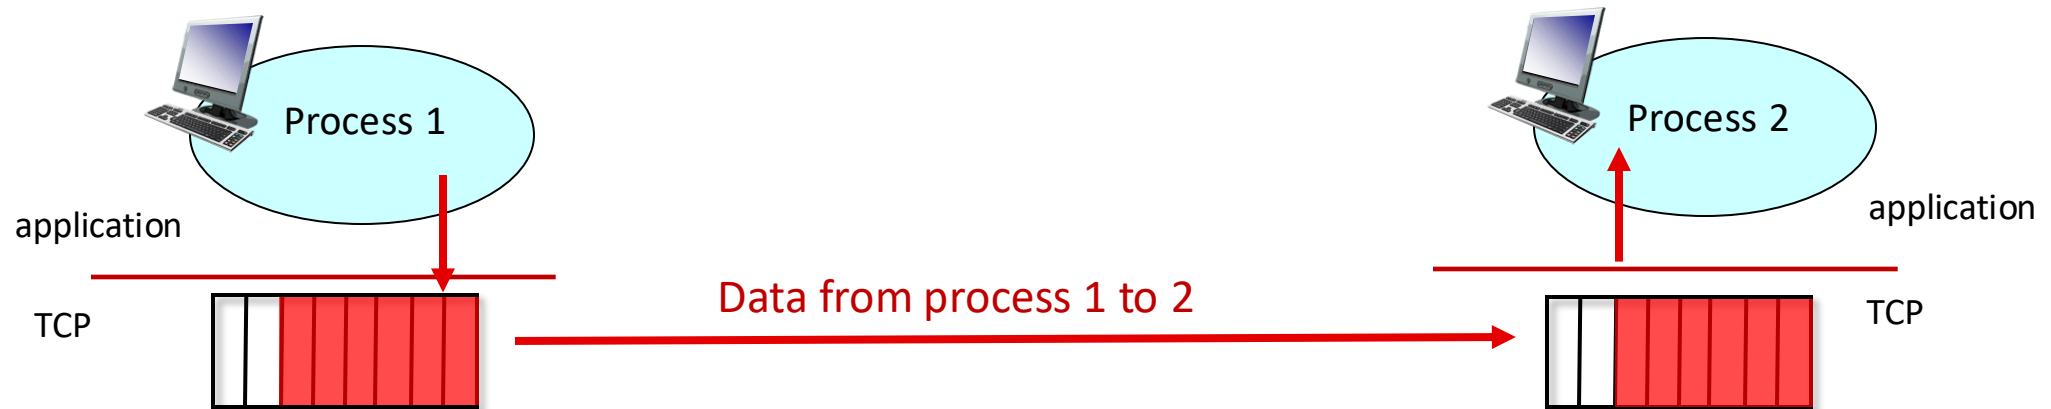 Process 1
Process 2
application
application
Data from process 1 to 2
TCP
TCP